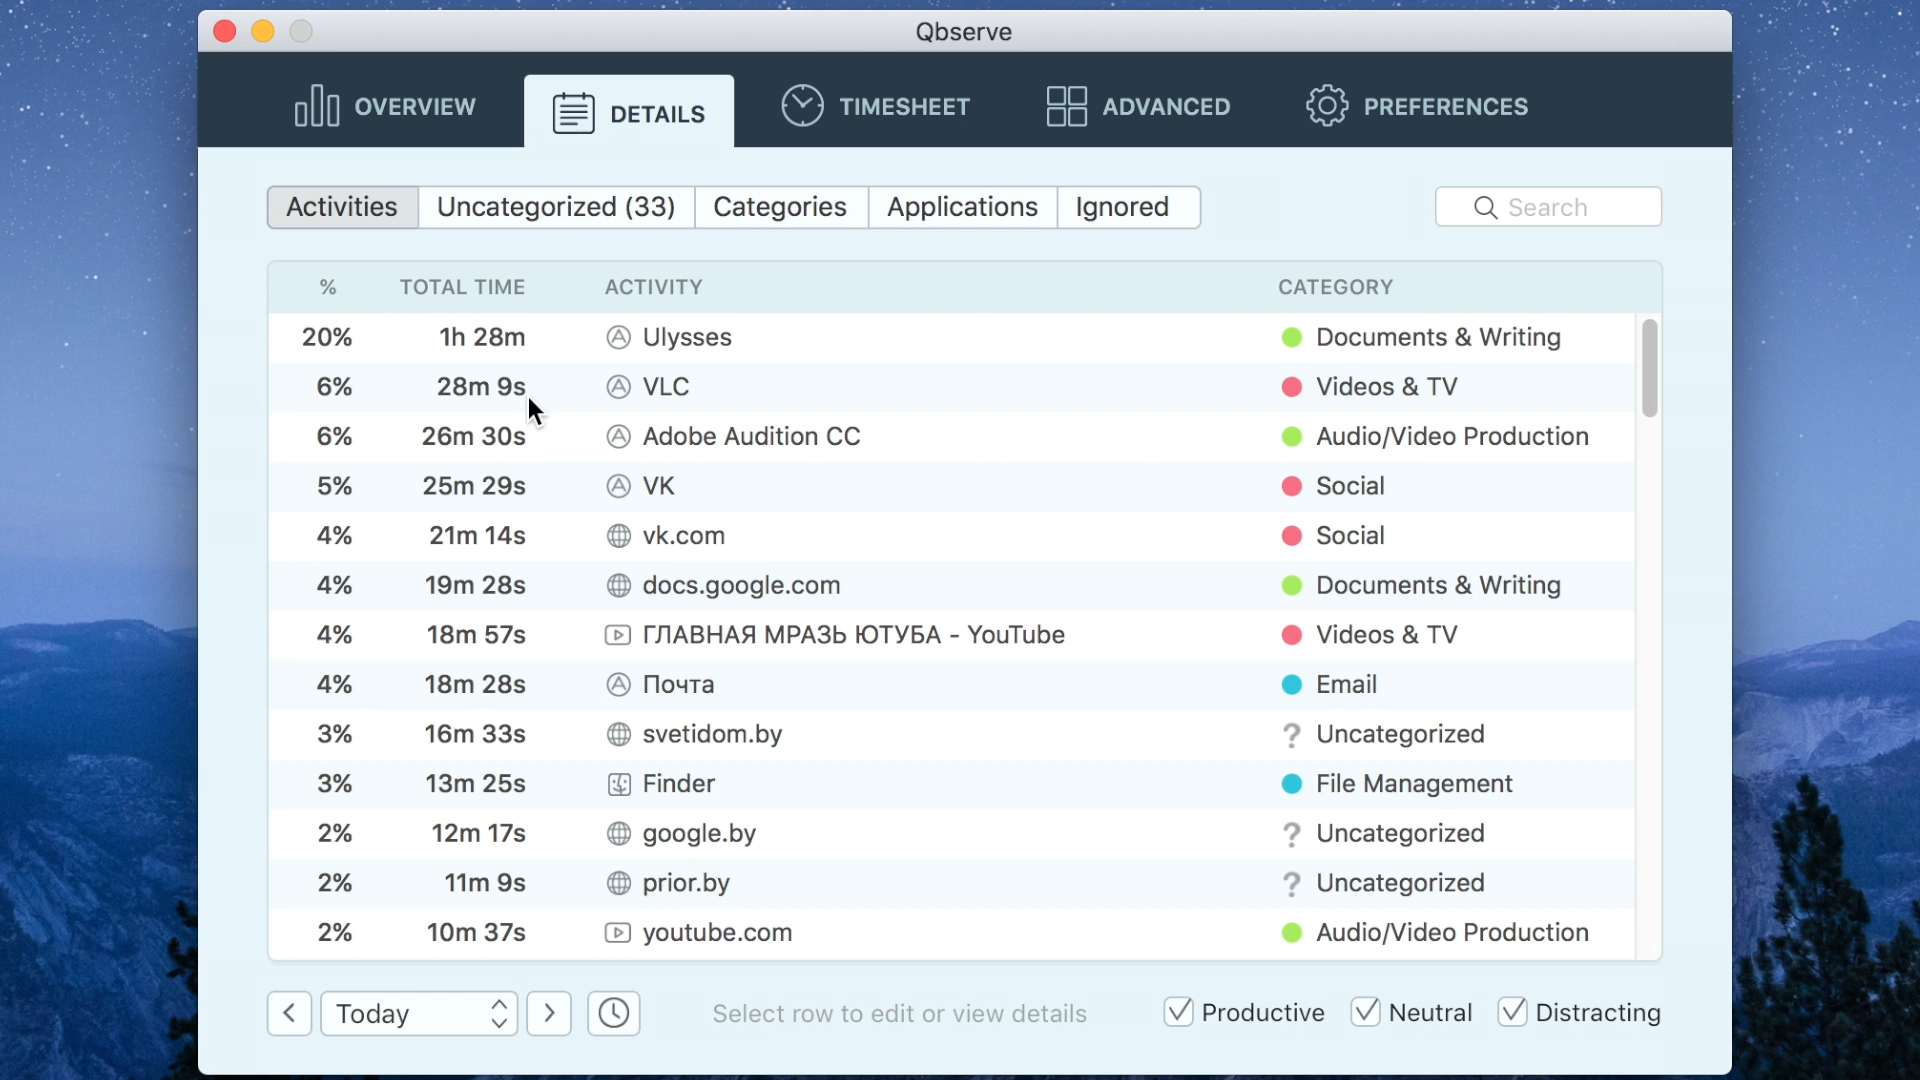 Qbserve
OVERVIEW DETAILS TIMESHEET ADVANCED PREFERENCES
Activities Uncategorized (33) Categories Applications Ignored Search
% TOTAL TIME ACTIVITY CATEGORY
20% 1h 28m Ulysses Documents & Writing
6% 28m 9s VLC Videos & TV
6% 26m 30s Adobe Audition CC Audio/Video Production
5% 25m 29s VK Social
4% 21m 14s vk.com Social
4% 19m 28s docs.google.com Documents & Writing
4% 18m 57s ГЛАВНАЯ МРАЗЬ ЮТУБА - YouTube Videos & TV
4% 18m 28s Почта Email
3% 16m 33s svetidom.by ? Uncategorized
3% 13m 25s Finder File Management
2% 12m 17s google.by ? Uncategorized
2% 11m 9s prior.by ? Uncategorized
2% 10m 37s youtube.com Audio/Video Production
Today Select row to edit or view details Productive Neutral Distracting